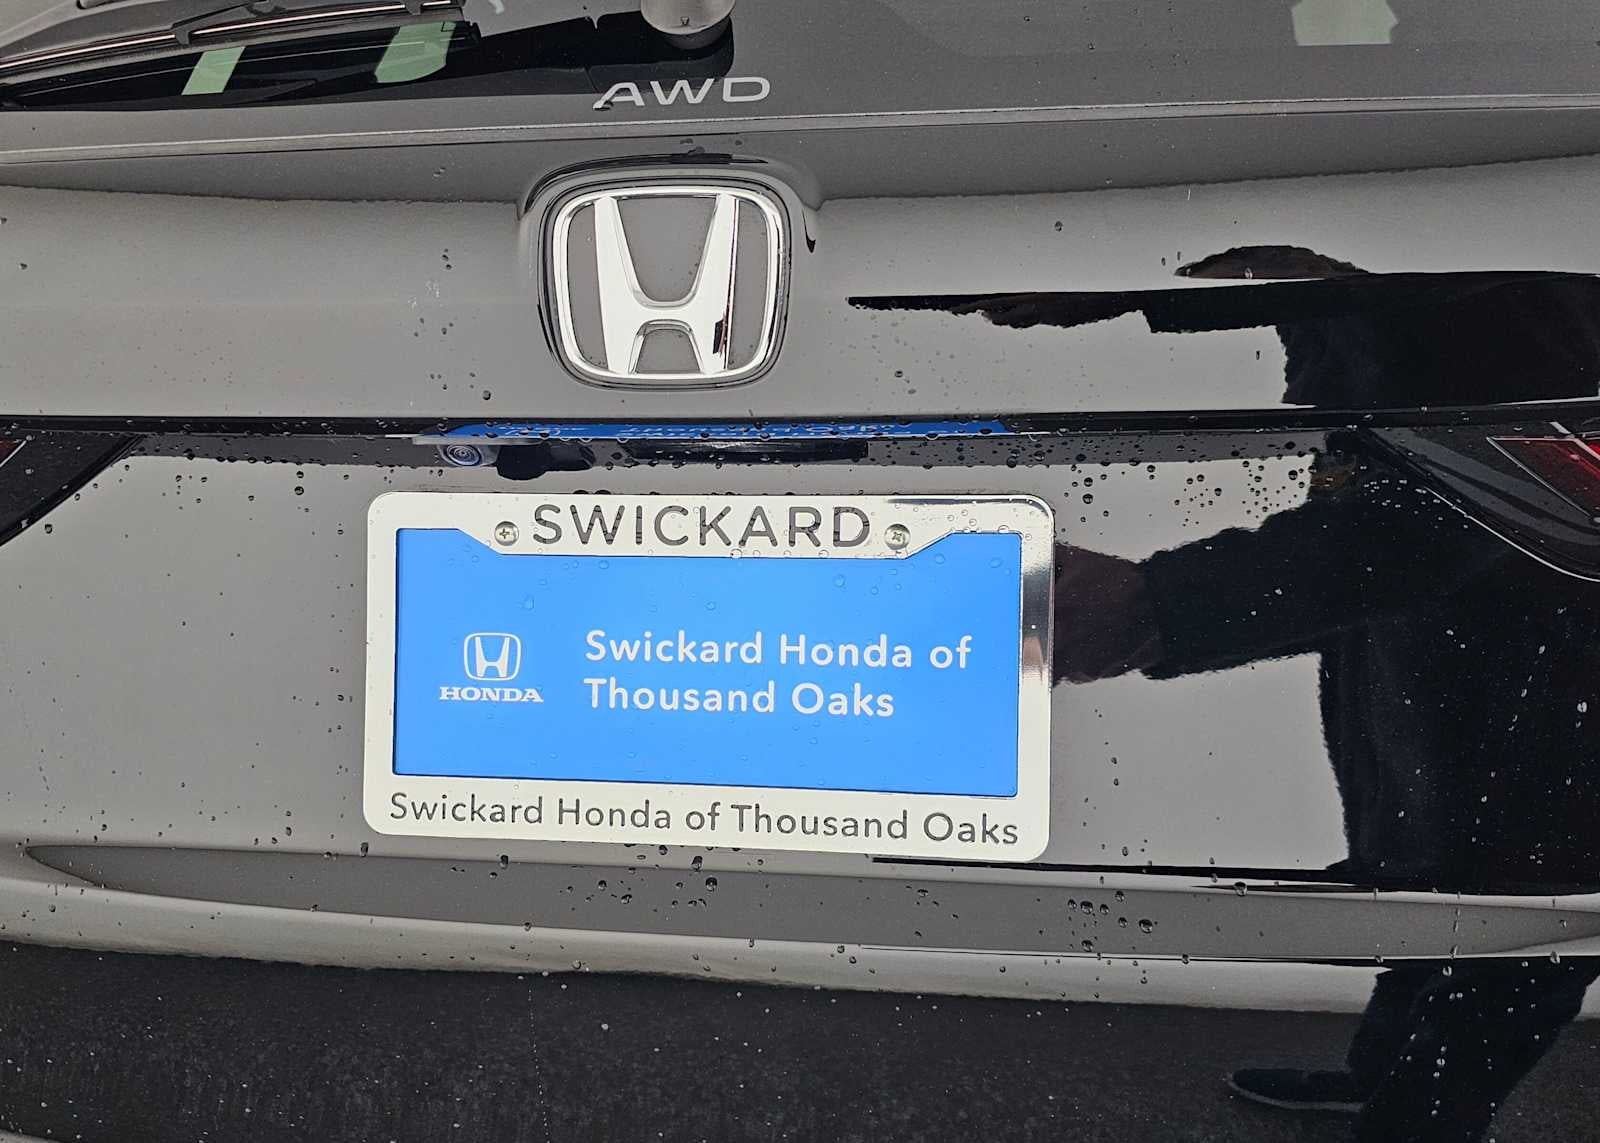 AWD
SWICKARD
HONDA
Swickard Honda of
Thousand Oaks
Swickard Honda of Thousand Oaks